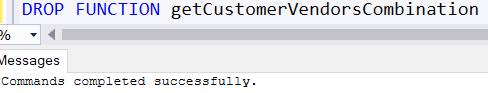 DROP FUNCTION getCustomerVendorsCombination
%
Messages
Commands completed successfully.